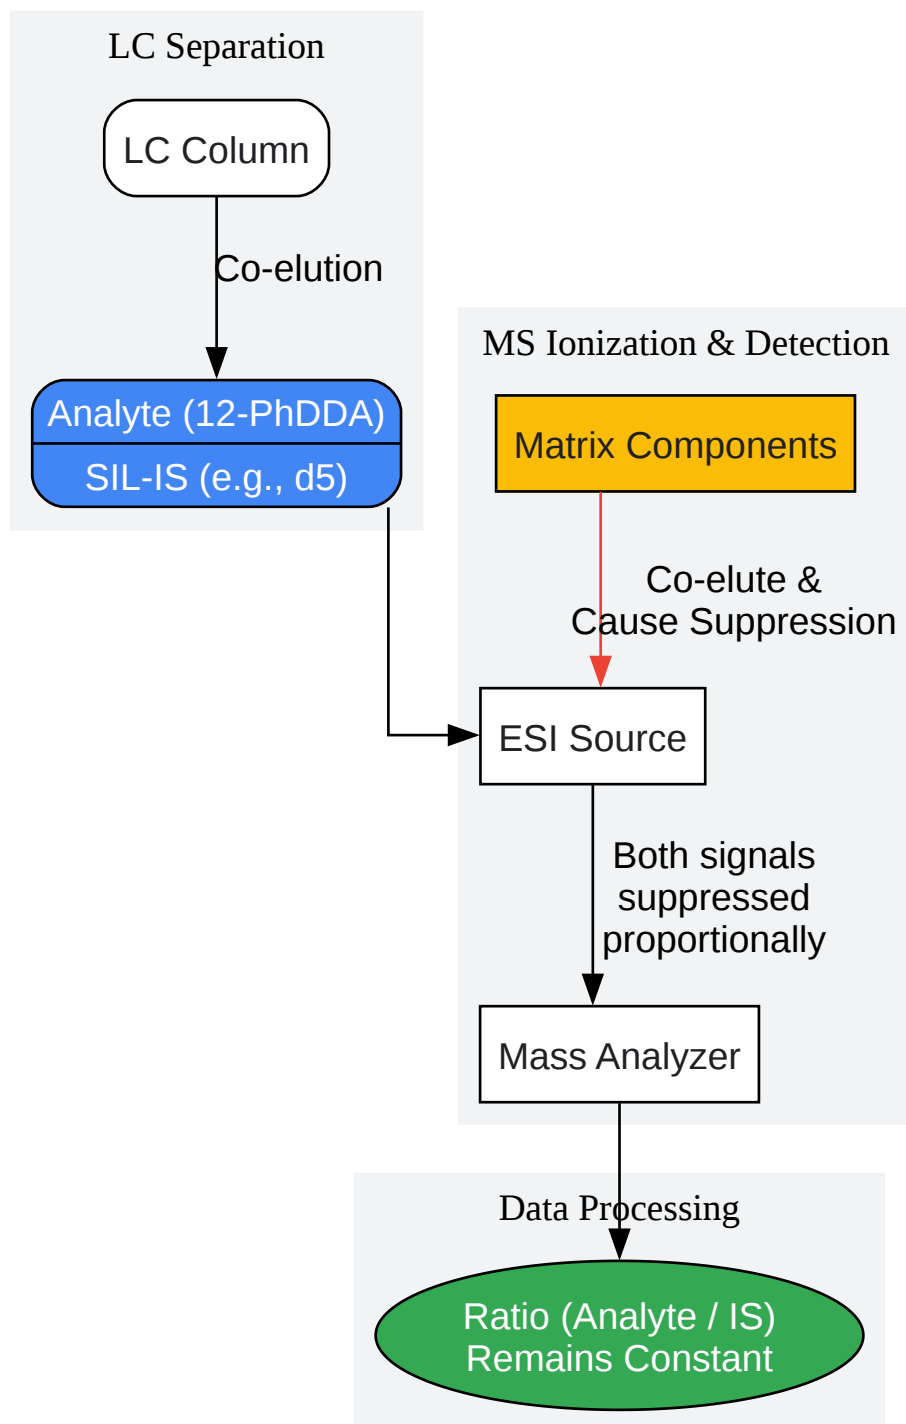 LC Separation
LC Column
Co-elution
Analyte (12-PhDDA)
SIL-IS (e.g., d5)
MS Ionization & Detection
Matrix Components
Co-elute &
Cause Suppression
ESI Source
Both signals
suppressed
proportionally
Mass Analyzer
Data Processing
Ratio (Analyte / IS)
Remains Constant